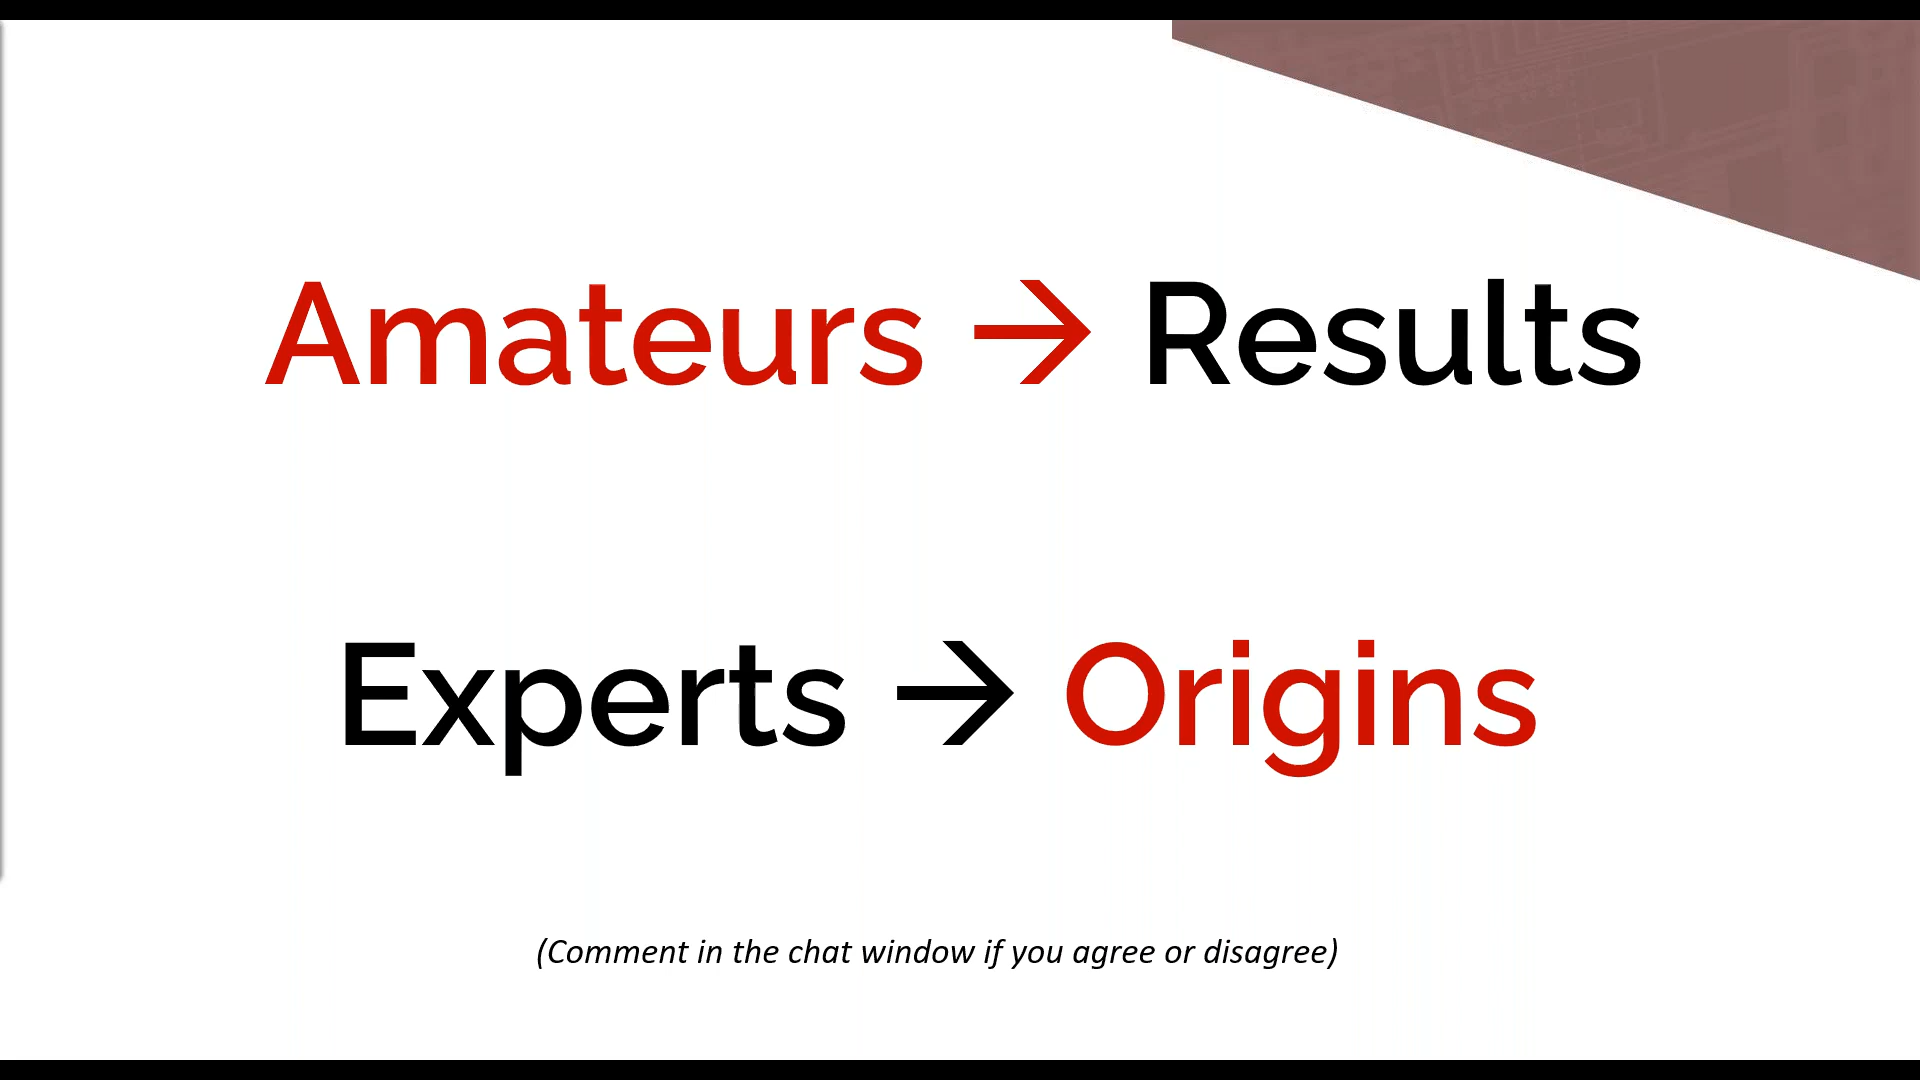 Amateurs → Results
Experts → Origins
(Comment in the chat window if you agree or disagree)